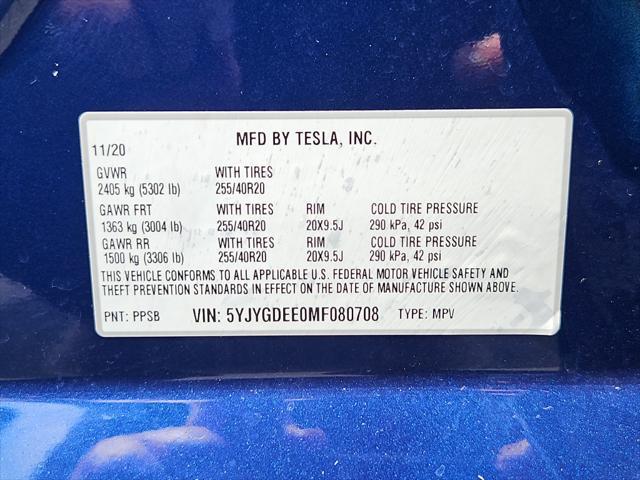 MFD BY TESLA, INC.
11/20
GVWR WITH TIRES
2405 kg (5302 lb) 255/40R20
GAWR FRT WITH TIRES RIM COLD TIRE PRESSURE
1363 kg (3004 lb) 255/40R20 20X9.5J 290 kPa, 42 psi
GAWR RR WITH TIRES RIM COLD TIRE PRESSURE
1500 kg (3306 lb) 255/40R20 20X9.5J 290 kPa, 42 psi
THIS VEHICLE CONFORMS TO ALL APPLICABLE U.S. FEDERAL MOTOR VEHICLE SAFETY AND
THEFT PREVENTION STANDARDS IN EFFECT ON THE DATE OF MANUFACTURE SHOWN ABOVE.
PNT: PPSB VIN: 5YJYGDEE0MF080708 TYPE: MPV